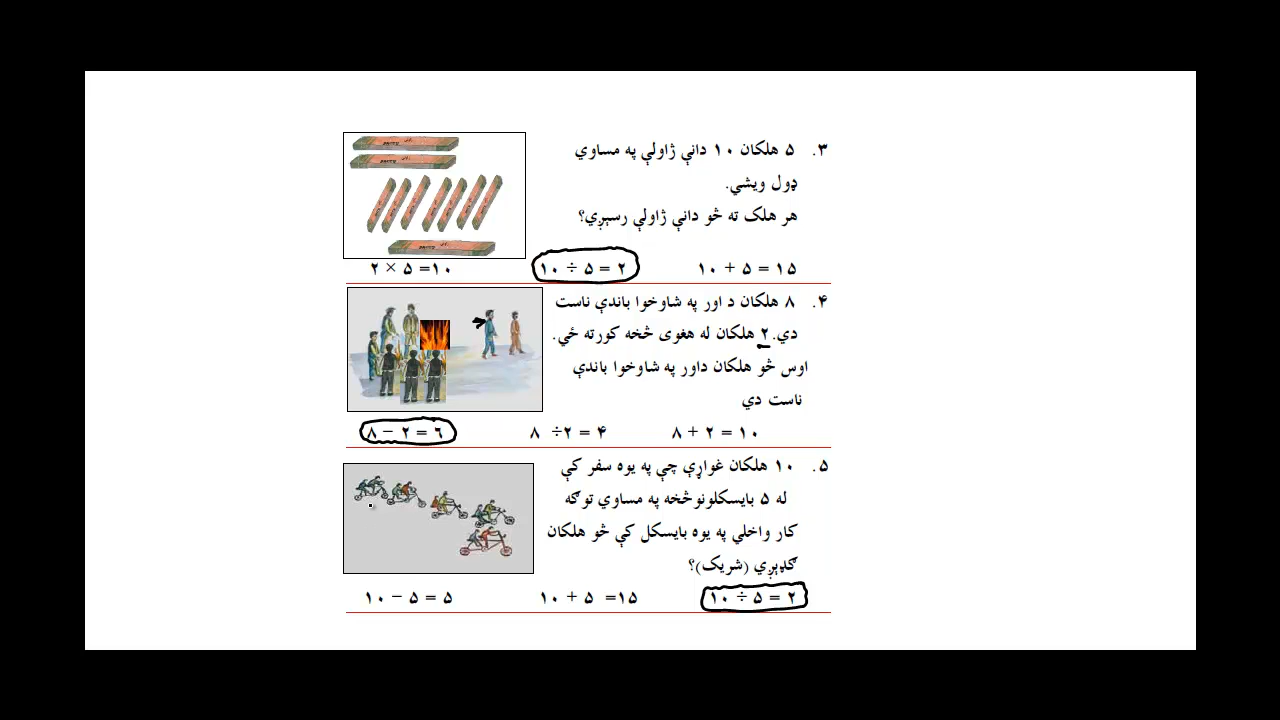 ۳. ۵ هلکان ۱۰ دانې ژاولې په مساوي
ډول ويشي.
هر هلک ته څو دانې ژاولې رسېږي؟
۱۰ + ۵ = ۱۵
۱۰ ÷ ۵ = ۲
۲ × ۵ =۱۰
۴. ۸ هلکان د اور په شاوخوا باندې ناست
دي. ۲ هلکان له هغوی څخه کورته ځي.
اوس څو هلکان داور په شاوخوا باندې
ناست دي
۸ + ۲ = ۱۰
۸ ÷۲ = ۴
۸ − ۲ = ٦
۵. ۱۰ هلکان غواړي چې په يوه سفر کې
له ۵ بايسکلونوڅخه په مساوي توګه
کار واخلي په يوه بايسکل کې څو هلکان
ګډېږي (شريک)؟
۱۰ ÷ ۵ = ۲
۱۰ + ۵ =۱۵
۱۰ − ۵ = ۵